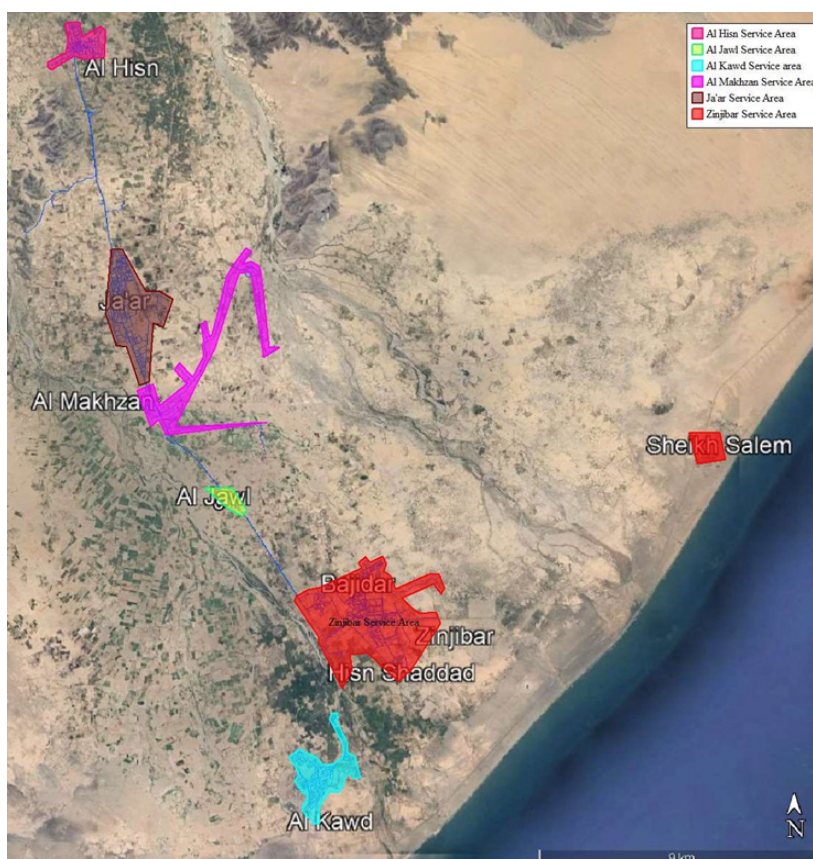 Al Hisn Service Area
Al Jawl Service Area
Al Kawd Service area
Al Makhzan Service Area
Ja'ar Service Area
Zinjibar Service Area
Al Hisn
Ja'ar
Al Makhzan
Sheikh Salem
Al Jawl
Bajidar
Zinjibar Service Area
Zinjibar
Hisn Shaddad
Al Kawd
N
9 km